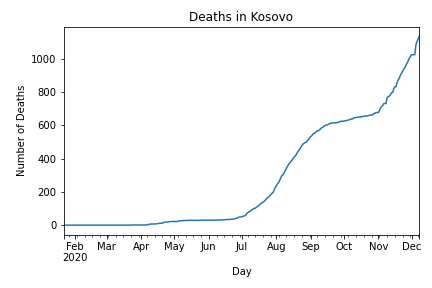 Deaths in Kosovo
Number of Deaths
1000
800
600
400
200
0
Feb Mar Apr May Jun Jul Aug Sep Oct Nov Dec
2020
Day